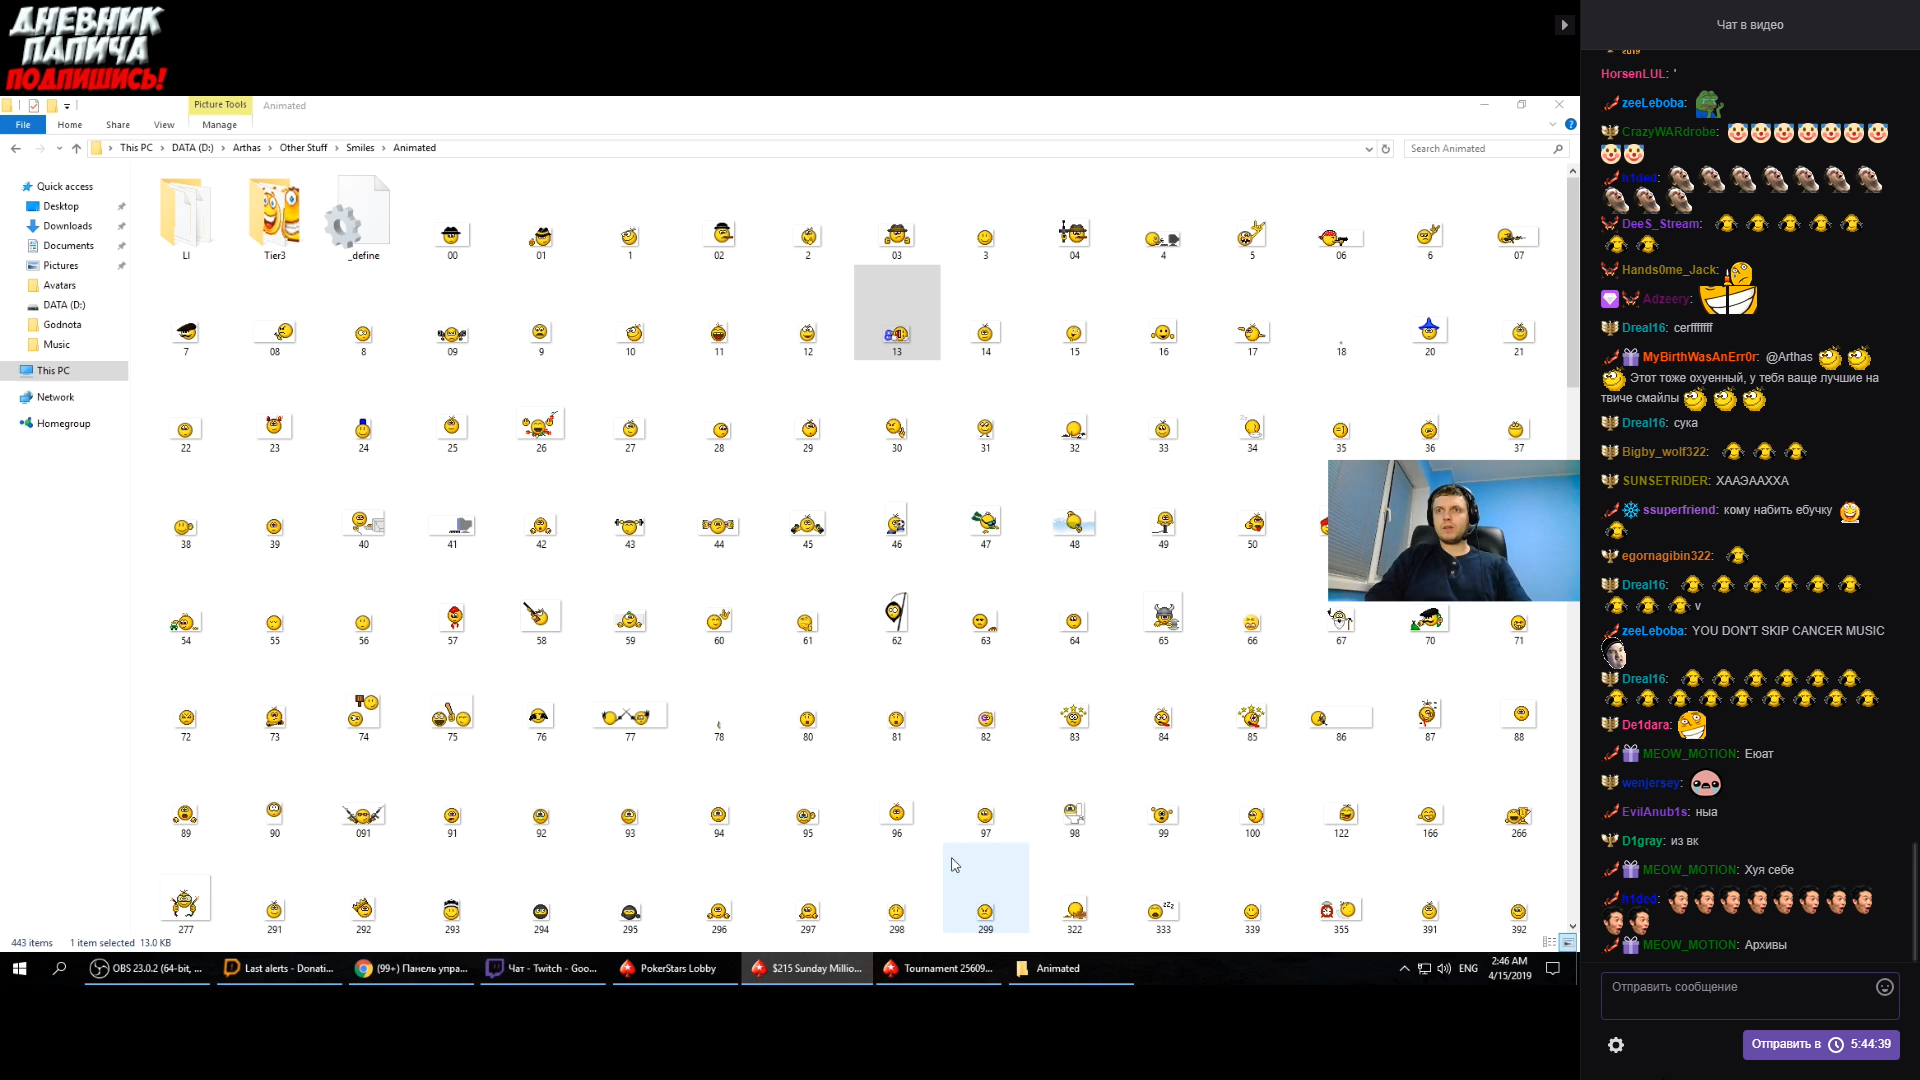 ДНЕВНИК
ПАПИЧА
ПОДПИШИСЬ!
Picture Tools
Animated
File
Home
Share
View
Manage
This PC
DATA (D:)
Arthas
Other Stuff
Smiles
Animated
Search Animated
Quick access
Desktop
Downloads
Documents
Pictures
Avatars
DATA (D:)
Godnota
Music
This PC
Network
Homegroup
LI Tier3 _define 00 01 1 02 2 03 3 04 4 5 06 6 07
7 08 8 09 9 10 11 12 13 14 15 16 17 18 20 21
22 23 24 25 26 27 28 29 30 31 32 33 34 35 36 37
38 39 40 41 42 43 44 45 46 47 48 49 50
54 55 56 57 58 59 60 61 62 63 64 65 66 67 70 71
72 73 74 75 76 77 78 80 81 82 83 84 85 86 87 88
89 90 091 91 92 93 94 95 96 97 98 99 100 122 166 266
277 291 292 293 294 295 296 297 298 299 322 333 339 355 391 392
443 items 1 item selected 13.0 KB
OBS 23.0.2 (64-bit, ...
Last alerts - Donati...
(99+) Панель упра...
Чат - Twitch - Goo...
PokerStars Lobby
$215 Sunday Millio...
Tournament 25609...
Animated
ENG
2:46 AM
4/15/2019
Чат в видео
2019
HorsenLUL: '
zeeLeboba:
CrazyWARdrobe:
h1ded:
DeeS_Stream:
Hands0me_Jack:
Adzeery:
Dreal16: cerfffffff
MyBirthWasAnErr0r: @Arthas
Этот тоже охуенный, у тебя ваще лучшие на
твиче смайлы
Dreal16: сука
Bigby_wolf322:
SUNSETRIDER: ХААЭААХХА
ssuperfriend: кому набить ебучку
egornagibin322:
Dreal16:
v
zeeLeboba: YOU DON'T SKIP CANCER MUSIC
Dreal16:
De1dara:
MEOW_MOTION: Еюат
wenjersey:
EvilAnub1s: ныа
D1gray: из вк
MEOW_MOTION: Хуя себе
h1ded:
MEOW_MOTION: Архивы
Отправить сообщение
Отправить в 5:44:39